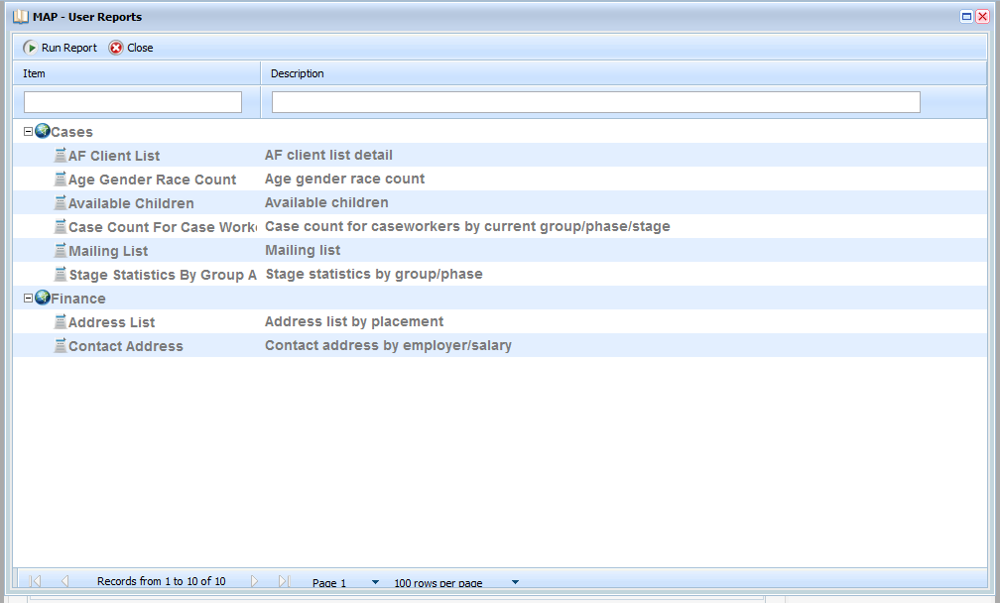 MAP - User Reports
Run Report Close
Item Description
Cases
AF Client List AF client list detail
Age Gender Race Count Age gender race count
Available Children Available children
Case Count For Case Work Case count for caseworkers by current group/phase/stage
Mailing List Mailing list
Stage Statistics By Group A Stage statistics by group/phase
Finance
Address List Address list by placement
Contact Address Contact address by employer/salary
Records from 1 to 10 of 10 Page 1 100 rows per page